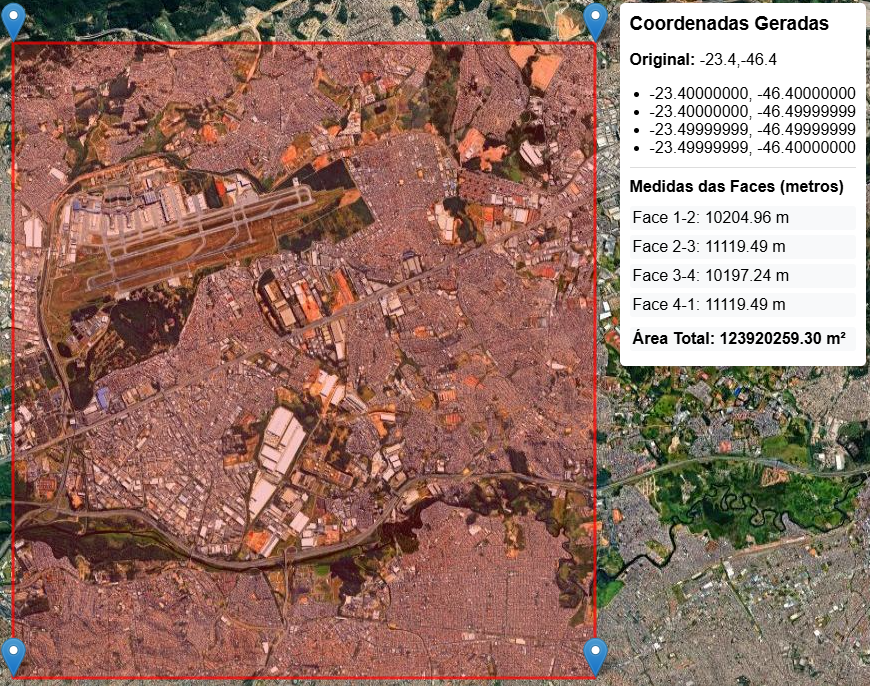 Coordenadas Geradas
Original: -23.4,-46.4
• -23.40000000, -46.40000000
• -23.40000000, -46.49999999
• -23.49999999, -46.49999999
• -23.49999999, -46.40000000
Medidas das Faces (metros)
Face 1-2: 10204.96 m
Face 2-3: 11119.49 m
Face 3-4: 10197.24 m
Face 4-1: 11119.49 m
Área Total: 123920259.30 m²